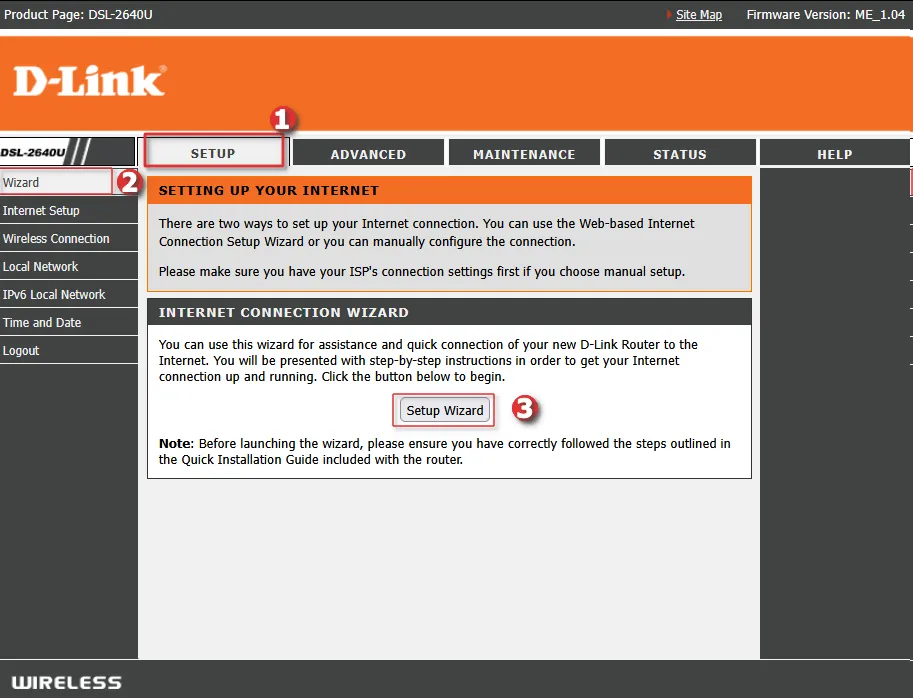 Product Page: DSL-2640U
Site Map
Firmware Version: ME_1.04
D-Link®
1
DSL-2640U
SETUP
ADVANCED
MAINTENANCE
STATUS
HELP
Wizard
2
Internet Setup
Wireless Connection
Local Network
IPv6 Local Network
Time and Date
Logout
SETTING UP YOUR INTERNET
There are two ways to set up your Internet connection. You can use the Web-based Internet
Connection Setup Wizard or you can manually configure the connection.
Please make sure you have your ISP's connection settings first if you choose manual setup.
INTERNET CONNECTION WIZARD
You can use this wizard for assistance and quick connection of your new D-Link Router to the
Internet. You will be presented with step-by-step instructions in order to get your Internet
connection up and running. Click the button below to begin.
Setup Wizard
3
Note: Before launching the wizard, please ensure you have correctly followed the steps outlined in
the Quick Installation Guide included with the router.
WIRELESS